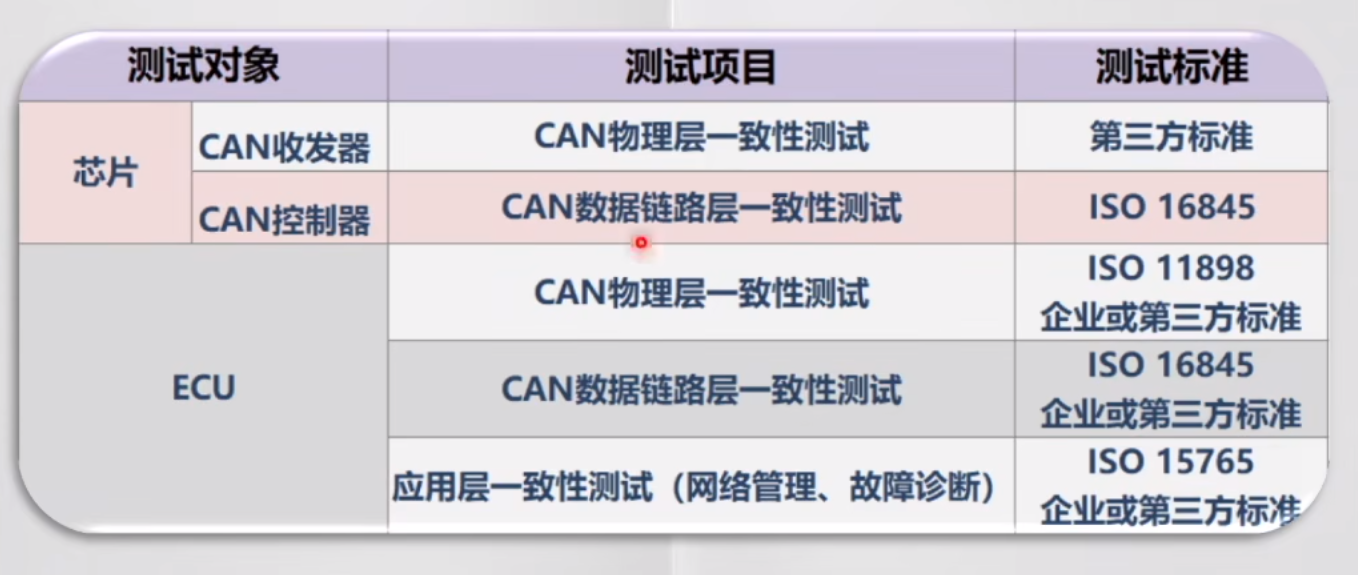 测试对象 测试项目 测试标准
芯片
CAN收发器 CAN物理层一致性测试 第三方标准
CAN控制器 CAN数据链路层一致性测试 ISO 16845
ECU
CAN物理层一致性测试
ISO 11898
企业或第三方标准
CAN数据链路层一致性测试
ISO 16845
企业或第三方标准
应用层一致性测试（网络管理、故障诊断）
ISO 15765
企业或第三方标准